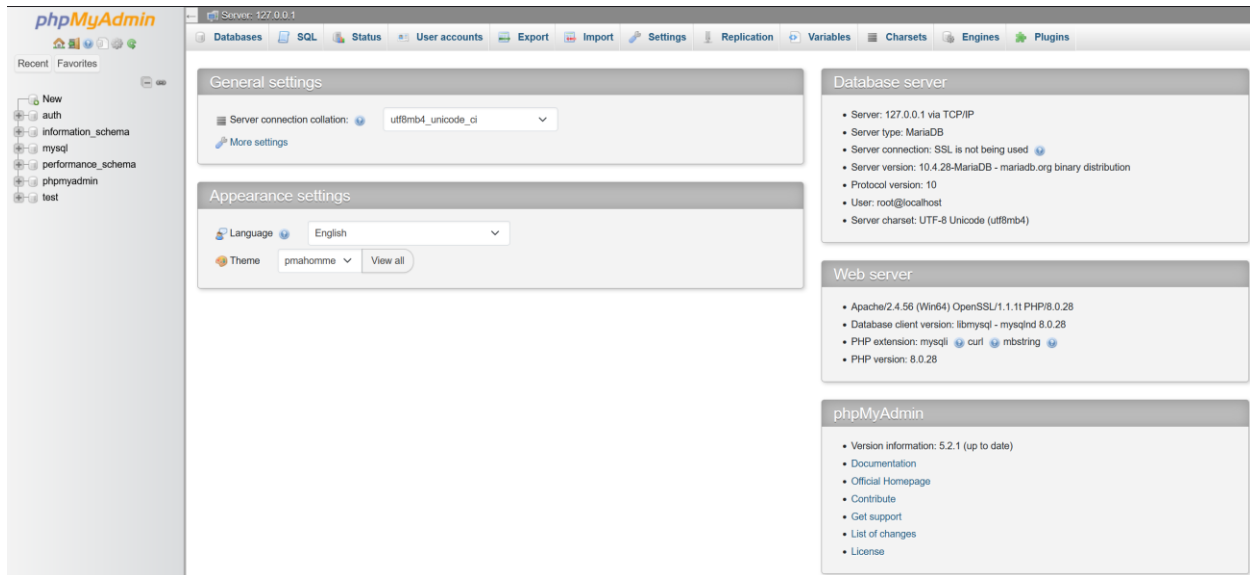 phpMyAdmin
Recent Favorites
New
auth
information_schema
mysql
performance_schema
phpmyadmin
test
Server: 127.0.0.1
Databases SQL Status User accounts Export Import Settings Replication Variables Charsets Engines Plugins
General settings
Server connection collation: utf8mb4_unicode_ci
More settings
Appearance settings
Language English
Theme pmahomme View all
Database server
• Server: 127.0.0.1 via TCP/IP
• Server type: MariaDB
• Server connection: SSL is not being used
• Server version: 10.4.28-MariaDB - mariadb.org binary distribution
• Protocol version: 10
• User: root@localhost
• Server charset: UTF-8 Unicode (utf8mb4)
Web server
• Apache/2.4.56 (Win64) OpenSSL/1.1.1t PHP/8.0.28
• Database client version: libmysql - mysqlnd 8.0.28
• PHP extension: mysqli curl mbstring
• PHP version: 8.0.28
phpMyAdmin
• Version information: 5.2.1 (up to date)
• Documentation
• Official Homepage
• Contribute
• Get support
• List of changes
• License